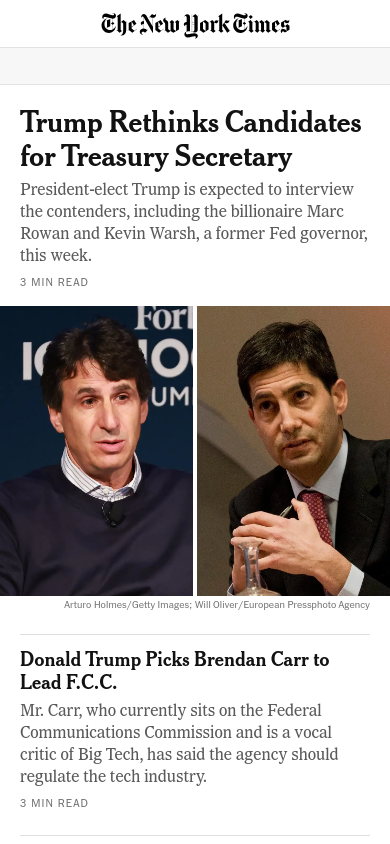 The New York Times
Trump Rethinks Candidates
for Treasury Secretary
President-elect Trump is expected to interview
the contenders, including the billionaire Marc
Rowan and Kevin Warsh, a former Fed governor,
this week.
3 MIN READ
Arturo Holmes/Getty Images; Will Oliver/European Pressphoto Agency
Donald Trump Picks Brendan Carr to
Lead F.C.C.
Mr. Carr, who currently sits on the Federal
Communications Commission and is a vocal
critic of Big Tech, has said the agency should
regulate the tech industry.
3 MIN READ